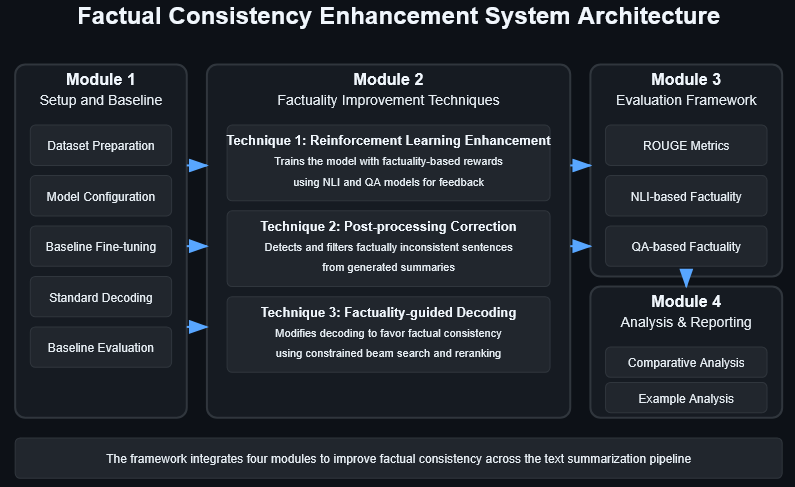 Factual Consistency Enhancement System Architecture
Module 1
Setup and Baseline
Dataset Preparation
Model Configuration
Baseline Fine-tuning
Standard Decoding
Baseline Evaluation
Module 2
Factuality Improvement Techniques
Technique 1: Reinforcement Learning Enhancement
Trains the model with factuality-based rewards
using NLI and QA models for feedback
Technique 2: Post-processing Correction
Detects and filters factually inconsistent sentences
from generated summaries
Technique 3: Factuality-guided Decoding
Modifies decoding to favor factual consistency
using constrained beam search and reranking
Module 3
Evaluation Framework
ROUGE Metrics
NLI-based Factuality
QA-based Factuality
Module 4
Analysis & Reporting
Comparative Analysis
Example Analysis
The framework integrates four modules to improve factual consistency across the text summarization pipeline